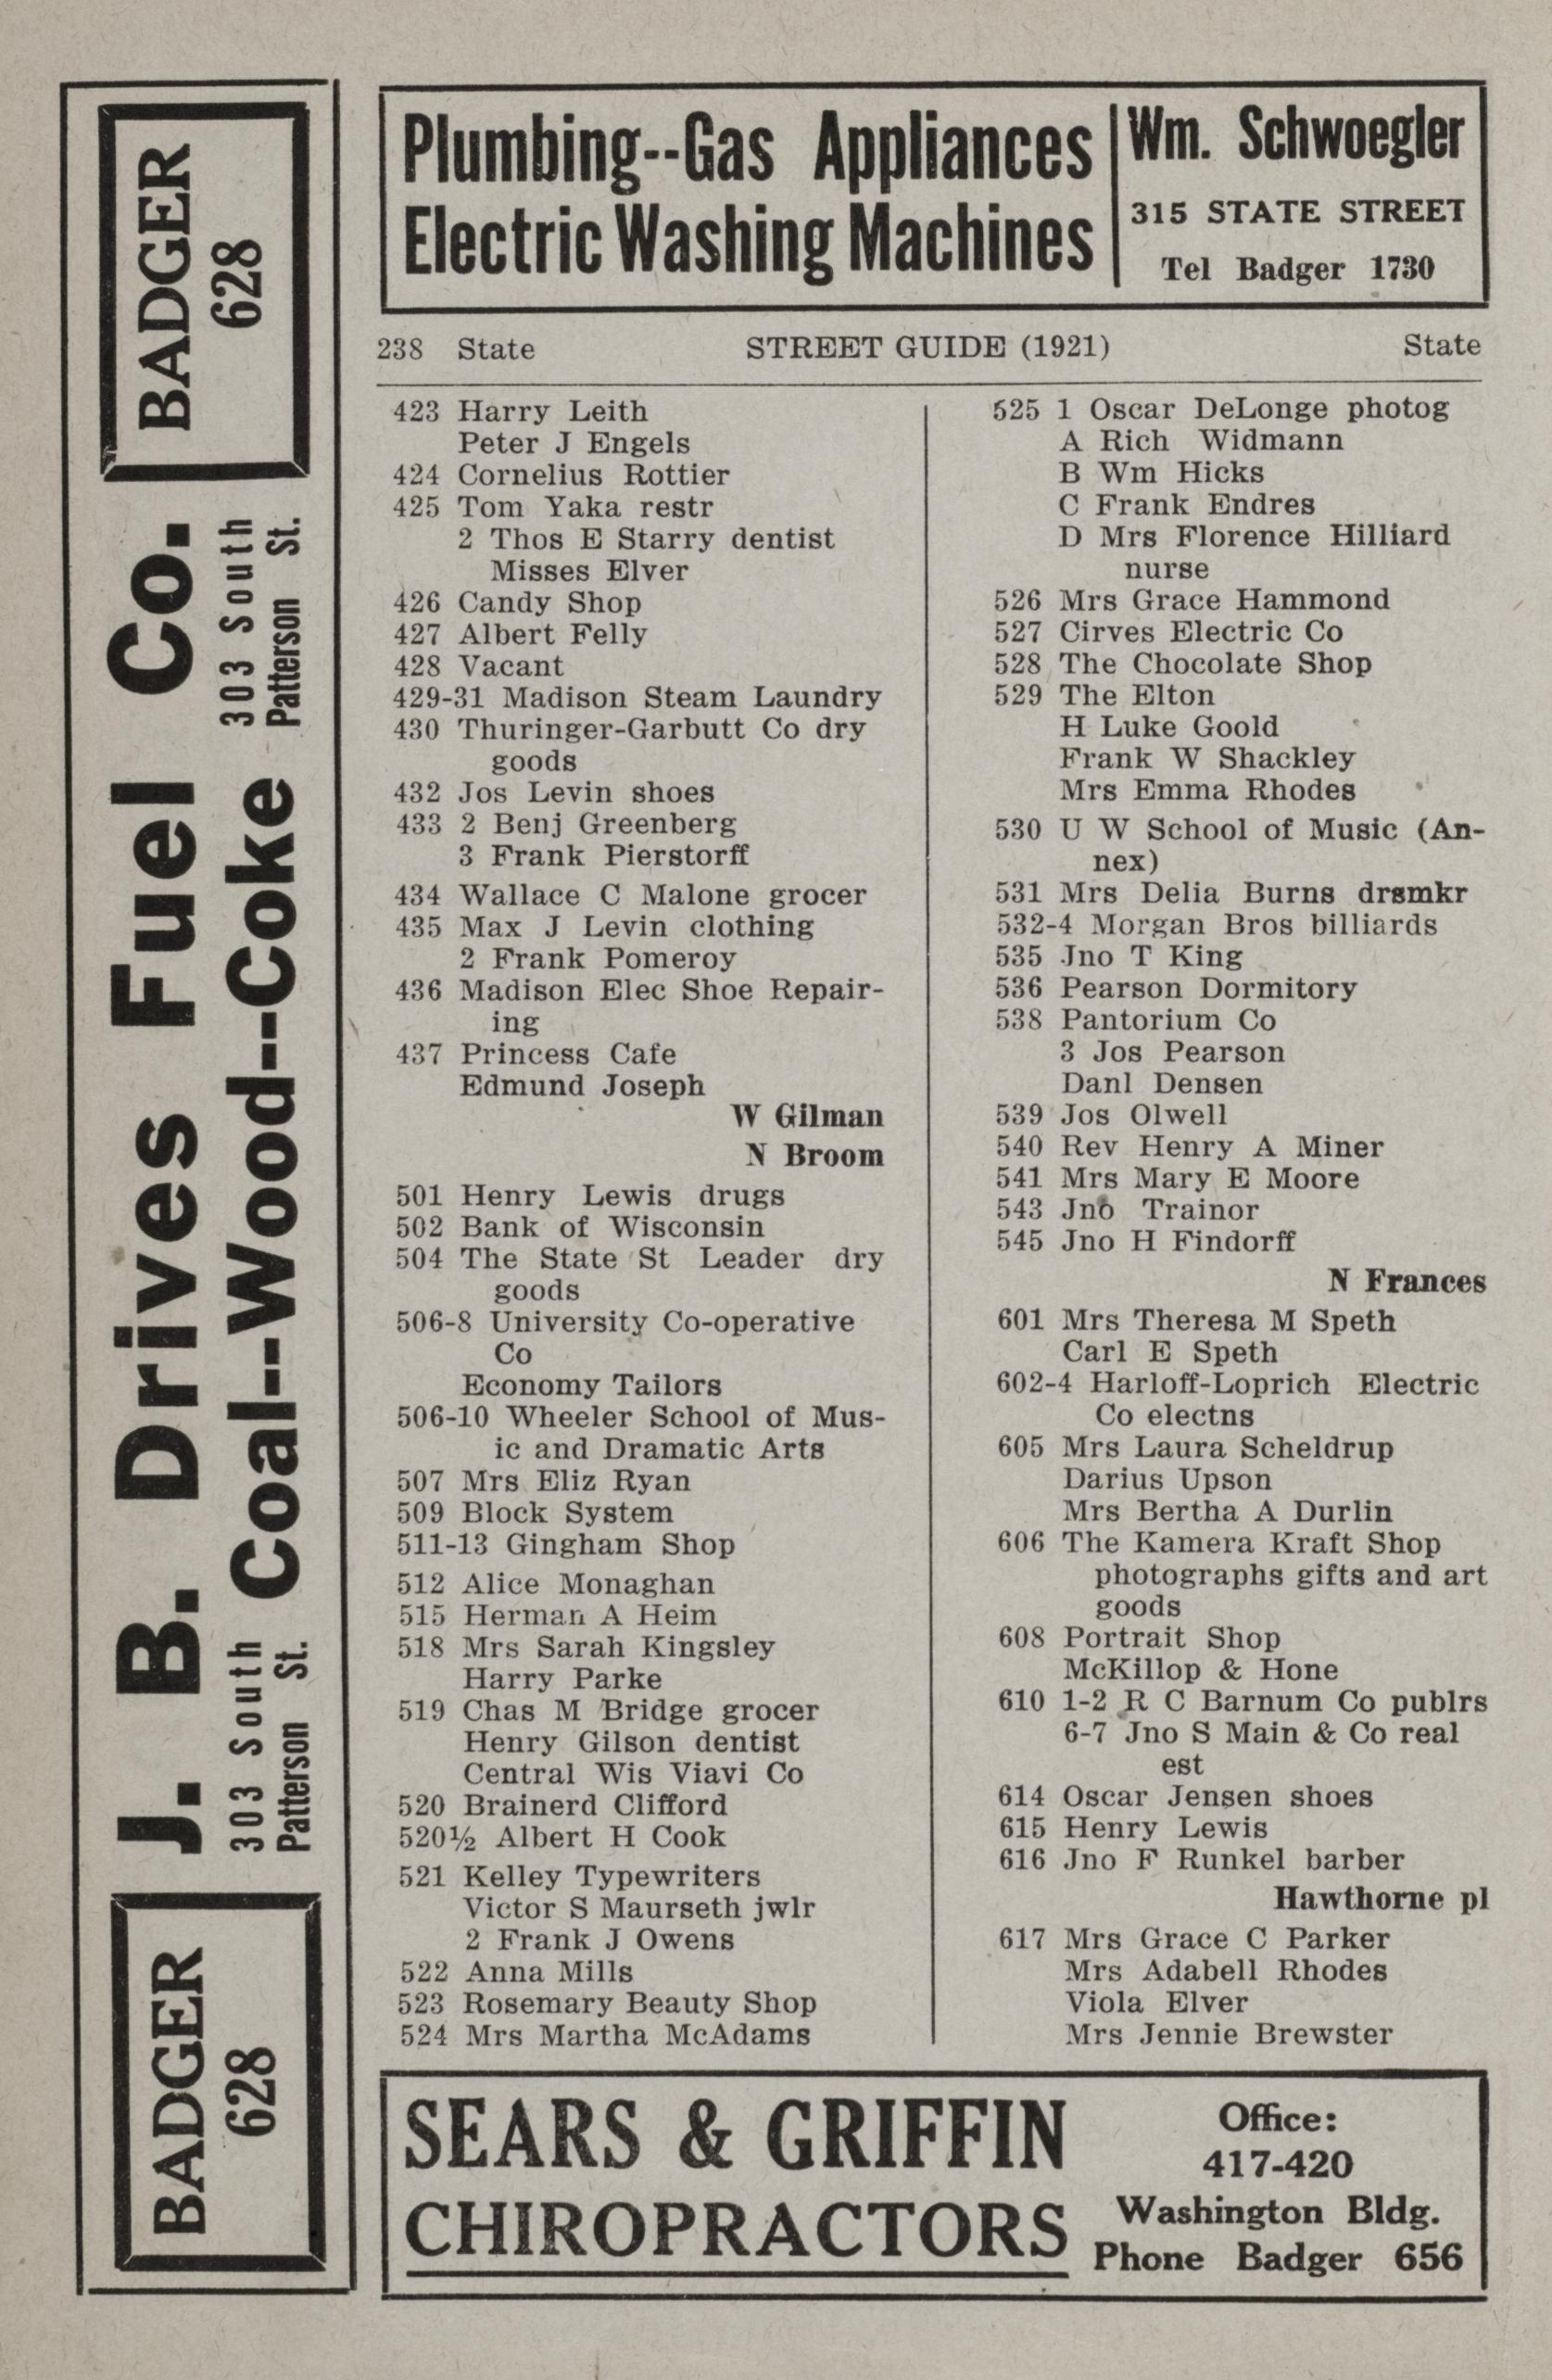 Plumbing--Gas Appliances
Electric Washing Machines
Wm. Schwoegler
315 STATE STREET
Tel Badger 1730
BADGER
628
J. B. Drives Fuel Co.
303 South
Patterson St.
Coal--Wood--Coke
303 South
Patterson St.
BADGER
628
238 State STREET GUIDE (1921) State
423 Harry Leith
Peter J Engels
424 Cornelius Rottier
425 Tom Yaka restr
2 Thos E Starry dentist
Misses Elver
426 Candy Shop
427 Albert Felly
428 Vacant
429-31 Madison Steam Laundry
430 Thuringer-Garbutt Co dry
goods
432 Jos Levin shoes
433 2 Benj Greenberg
3 Frank Pierstorff
434 Wallace C Malone grocer
435 Max J Levin clothing
2 Frank Pomeroy
436 Madison Elec Shoe Repair-
ing
437 Princess Cafe
Edmund Joseph
W Gilman
N Broom
501 Henry Lewis drugs
502 Bank of Wisconsin
504 The State St Leader dry
goods
506-8 University Co-operative
Co
Economy Tailors
506-10 Wheeler School of Mus-
ic and Dramatic Arts
507 Mrs Eliz Ryan
509 Block System
511-13 Gingham Shop
512 Alice Monaghan
515 Herman A Heim
518 Mrs Sarah Kingsley
Harry Parke
519 Chas M Bridge grocer
Henry Gilson dentist
Central Wis Viavi Co
520 Brainerd Clifford
520½ Albert H Cook
521 Kelley Typewriters
Victor S Maurseth jwlr
2 Frank J Owens
522 Anna Mills
523 Rosemary Beauty Shop
524 Mrs Martha McAdams
525 1 Oscar DeLonge photog
A Rich Widmann
B Wm Hicks
C Frank Endres
D Mrs Florence Hilliard
nurse
526 Mrs Grace Hammond
527 Cirves Electric Co
528 The Chocolate Shop
529 The Elton
H Luke Goold
Frank W Shackley
Mrs Emma Rhodes
530 U W School of Music (An-
nex)
531 Mrs Delia Burns drsmkr
532-4 Morgan Bros billiards
535 Jno T King
536 Pearson Dormitory
538 Pantorium Co
3 Jos Pearson
Danl Densen
539 Jos Olwell
540 Rev Henry A Miner
541 Mrs Mary E Moore
543 Jno Trainor
545 Jno H Findorff
N Frances
601 Mrs Theresa M Speth
Carl E Speth
602-4 Harloff-Loprich Electric
Co electns
605 Mrs Laura Scheldrup
Darius Upson
Mrs Bertha A Durlin
606 The Kamera Kraft Shop
photographs gifts and art
goods
608 Portrait Shop
McKillop & Hone
610 1-2 R C Barnum Co publrs
6-7 Jno S Main & Co real
est
614 Oscar Jensen shoes
615 Henry Lewis
616 Jno F Runkel barber
Hawthorne pl
617 Mrs Grace C Parker
Mrs Adabell Rhodes
Viola Elver
Mrs Jennie Brewster
SEARS & GRIFFIN
CHIROPRACTORS
Office:
417-420
Washington Bldg.
Phone Badger 656